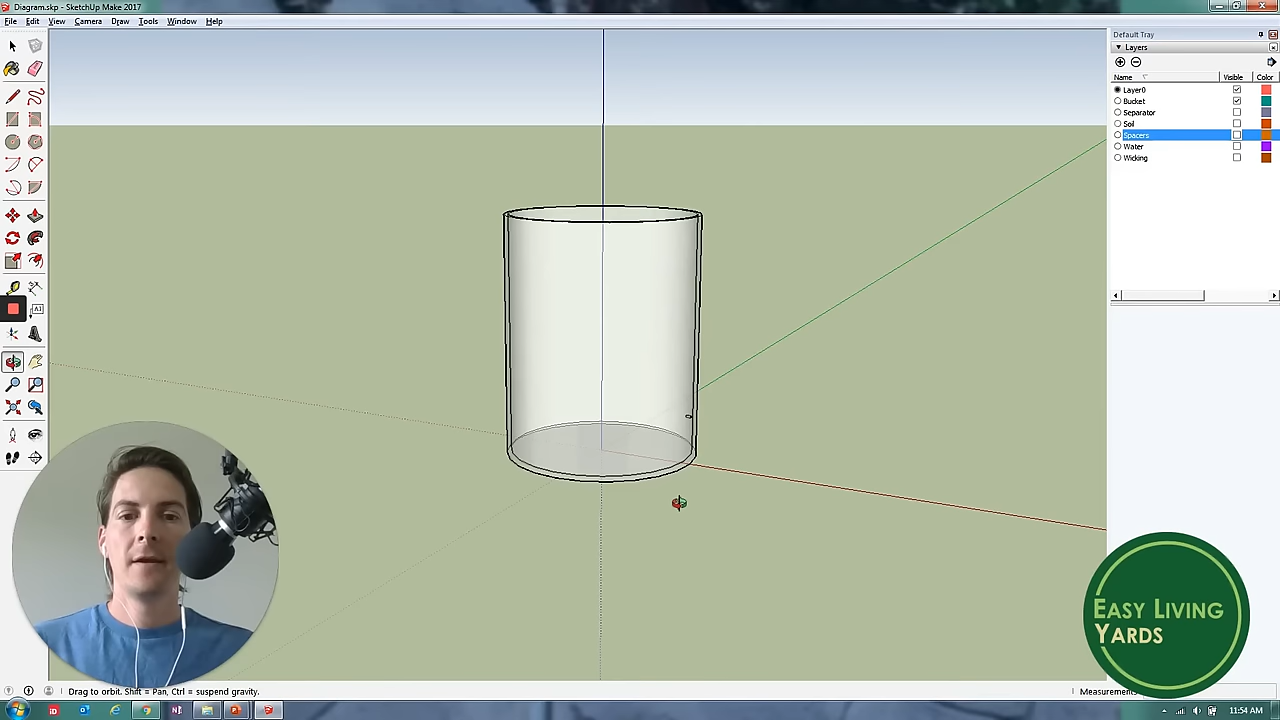 Diagram.skp - SketchUp Make 2017
File Edit View Camera Draw Tools Window Help
Default Tray
Layers
Name Visible Color
Layer0
Bucket
Separator
Soil
Spacers
Water
Wicking
A1
EASY LIVING
YARDS
Drag to orbit. Shift = Pan, Ctrl = suspend gravity.
Measurements
11:54 AM